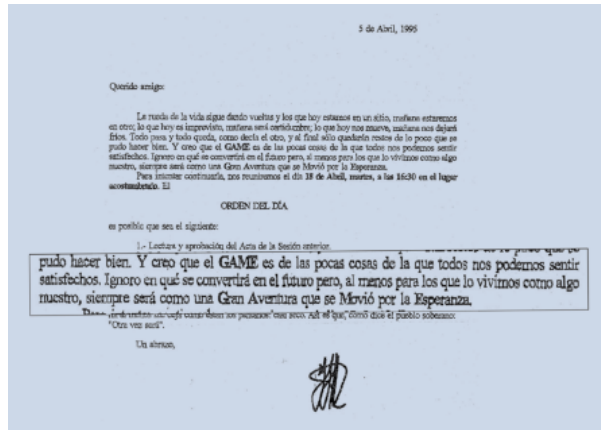 5 de Abril, 1995
Querido amigo:
La rueda de la vida sigue dando vueltas y los que hoy estamos en un sitio, mañana estaremos
en otro; lo que hoy es imprevisto, mañana será certidumbre; lo que hoy nos mueve, mañana nos dejará
fríos. Todo pasa y todo queda, como decía el otro, y al final sólo quedarán restos de lo poco que se
pudo hacer bien. Y creo que el GAME es de las pocas cosas de la que todos nos podemos sentir
satisfechos. Ignoro en qué se convertirá en el futuro pero, al menos para los que lo vivimos como algo
nuestro, siempre será como una Gran Aventura que se Movió por la Esperanza.
Para intentar continuarla, nos reunimos el día 18 de Abril, martes, a las 16:30 en el lugar
acostumbrado. El
ORDEN DEL DÍA
es posible que sea el siguiente:
1.- Lectura y aprobación del Acta de la Sesión anterior.
pudo hacer bien. Y creo que el GAME es de las pocas cosas de la que todos nos podemos sentir
satisfechos. Ignoro en qué se convertirá en el futuro pero, al menos para los que lo vivimos como algo
nuestro, siempre será como una Gran Aventura que se Movió por la Esperanza.
como dice el pueblo soberano:
"Otra vez será".
Un abrazo,